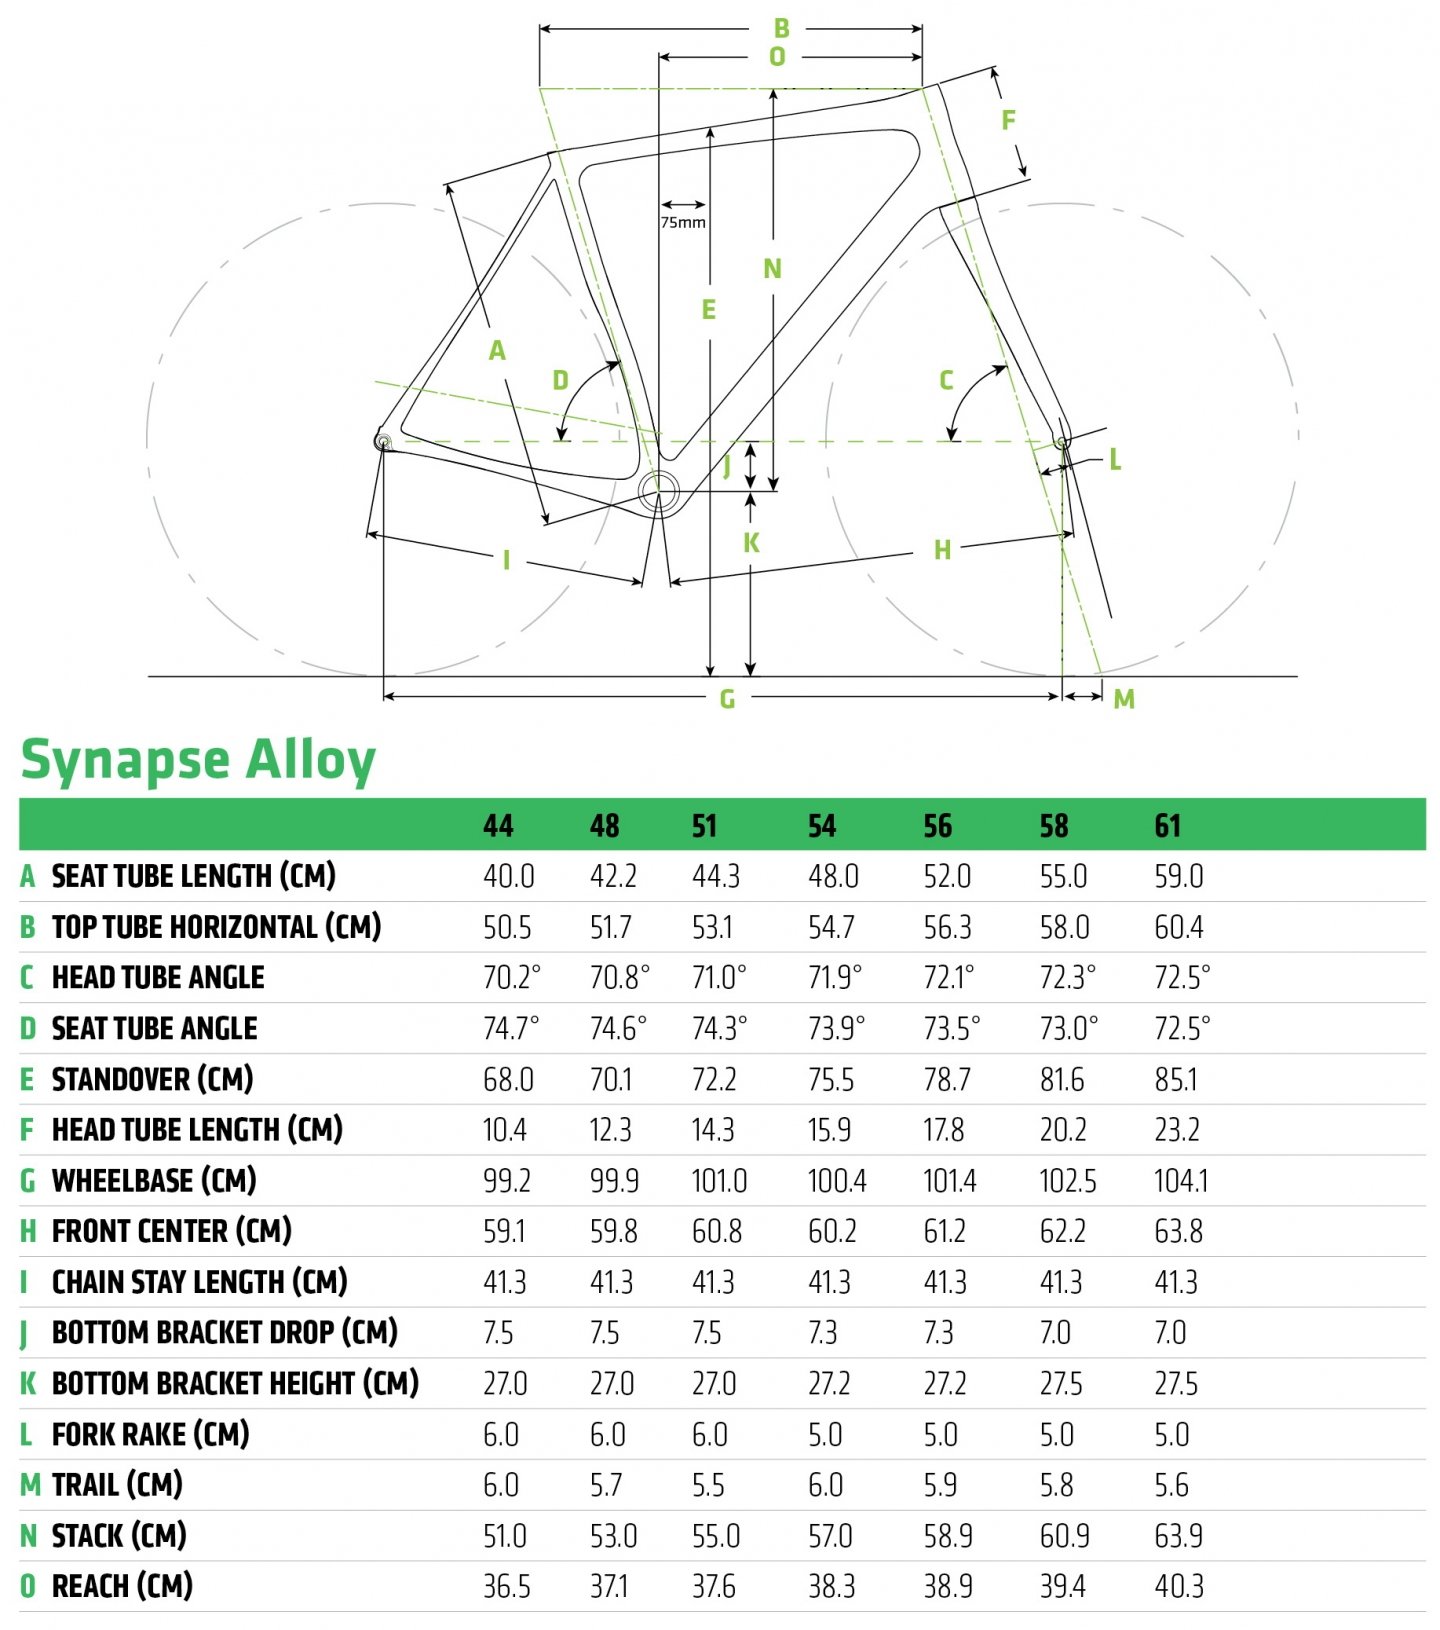 B
O
F
75mm
N
E
A
D
C
J
L
K
H
I
G
M
Synapse Alloy
44 48 51 54 56 58 61
A SEAT TUBE LENGTH (CM) 40.0 42.2 44.3 48.0 52.0 55.0 59.0
B TOP TUBE HORIZONTAL (CM) 50.5 51.7 53.1 54.7 56.3 58.0 60.4
C HEAD TUBE ANGLE 70.2° 70.8° 71.0° 71.9° 72.1° 72.3° 72.5°
D SEAT TUBE ANGLE 74.7° 74.6° 74.3° 73.9° 73.5° 73.0° 72.5°
E STANDOVER (CM) 68.0 70.1 72.2 75.5 78.7 81.6 85.1
F HEAD TUBE LENGTH (CM) 10.4 12.3 14.3 15.9 17.8 20.2 23.2
G WHEELBASE (CM) 99.2 99.9 101.0 100.4 101.4 102.5 104.1
H FRONT CENTER (CM) 59.1 59.8 60.8 60.2 61.2 62.2 63.8
I CHAIN STAY LENGTH (CM) 41.3 41.3 41.3 41.3 41.3 41.3 41.3
J BOTTOM BRACKET DROP (CM) 7.5 7.5 7.5 7.3 7.3 7.0 7.0
K BOTTOM BRACKET HEIGHT (CM) 27.0 27.0 27.0 27.2 27.2 27.5 27.5
L FORK RAKE (CM) 6.0 6.0 6.0 5.0 5.0 5.0 5.0
M TRAIL (CM) 6.0 5.7 5.5 6.0 5.9 5.8 5.6
N STACK (CM) 51.0 53.0 55.0 57.0 58.9 60.9 63.9
O REACH (CM) 36.5 37.1 37.6 38.3 38.9 39.4 40.3